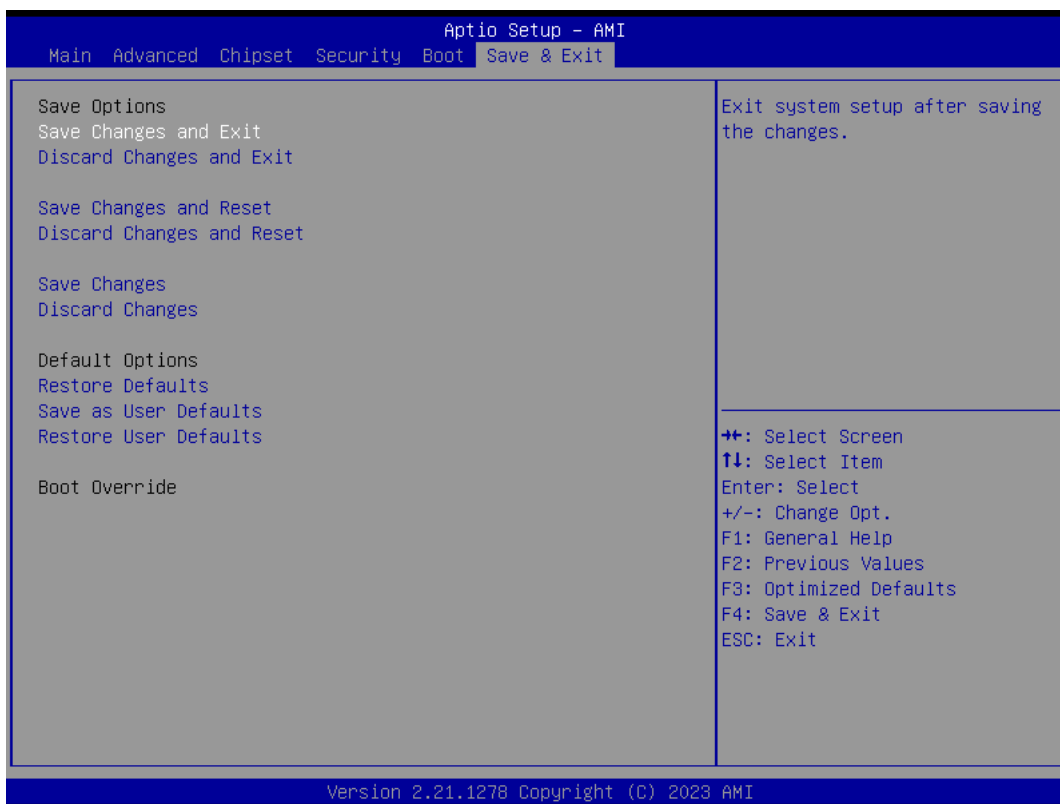 Aptio Setup – AMI
Main Advanced Chipset Security Boot Save & Exit
Save Options
Save Changes and Exit
Discard Changes and Exit
Save Changes and Reset
Discard Changes and Reset
Save Changes
Discard Changes
Default Options
Restore Defaults
Save as User Defaults
Restore User Defaults
Boot Override
Exit system setup after saving
the changes.
→←: Select Screen
↑↓: Select Item
Enter: Select
+/-: Change Opt.
F1: General Help
F2: Previous Values
F3: Optimized Defaults
F4: Save & Exit
ESC: Exit
Version 2.21.1278 Copyright (C) 2023 AMI